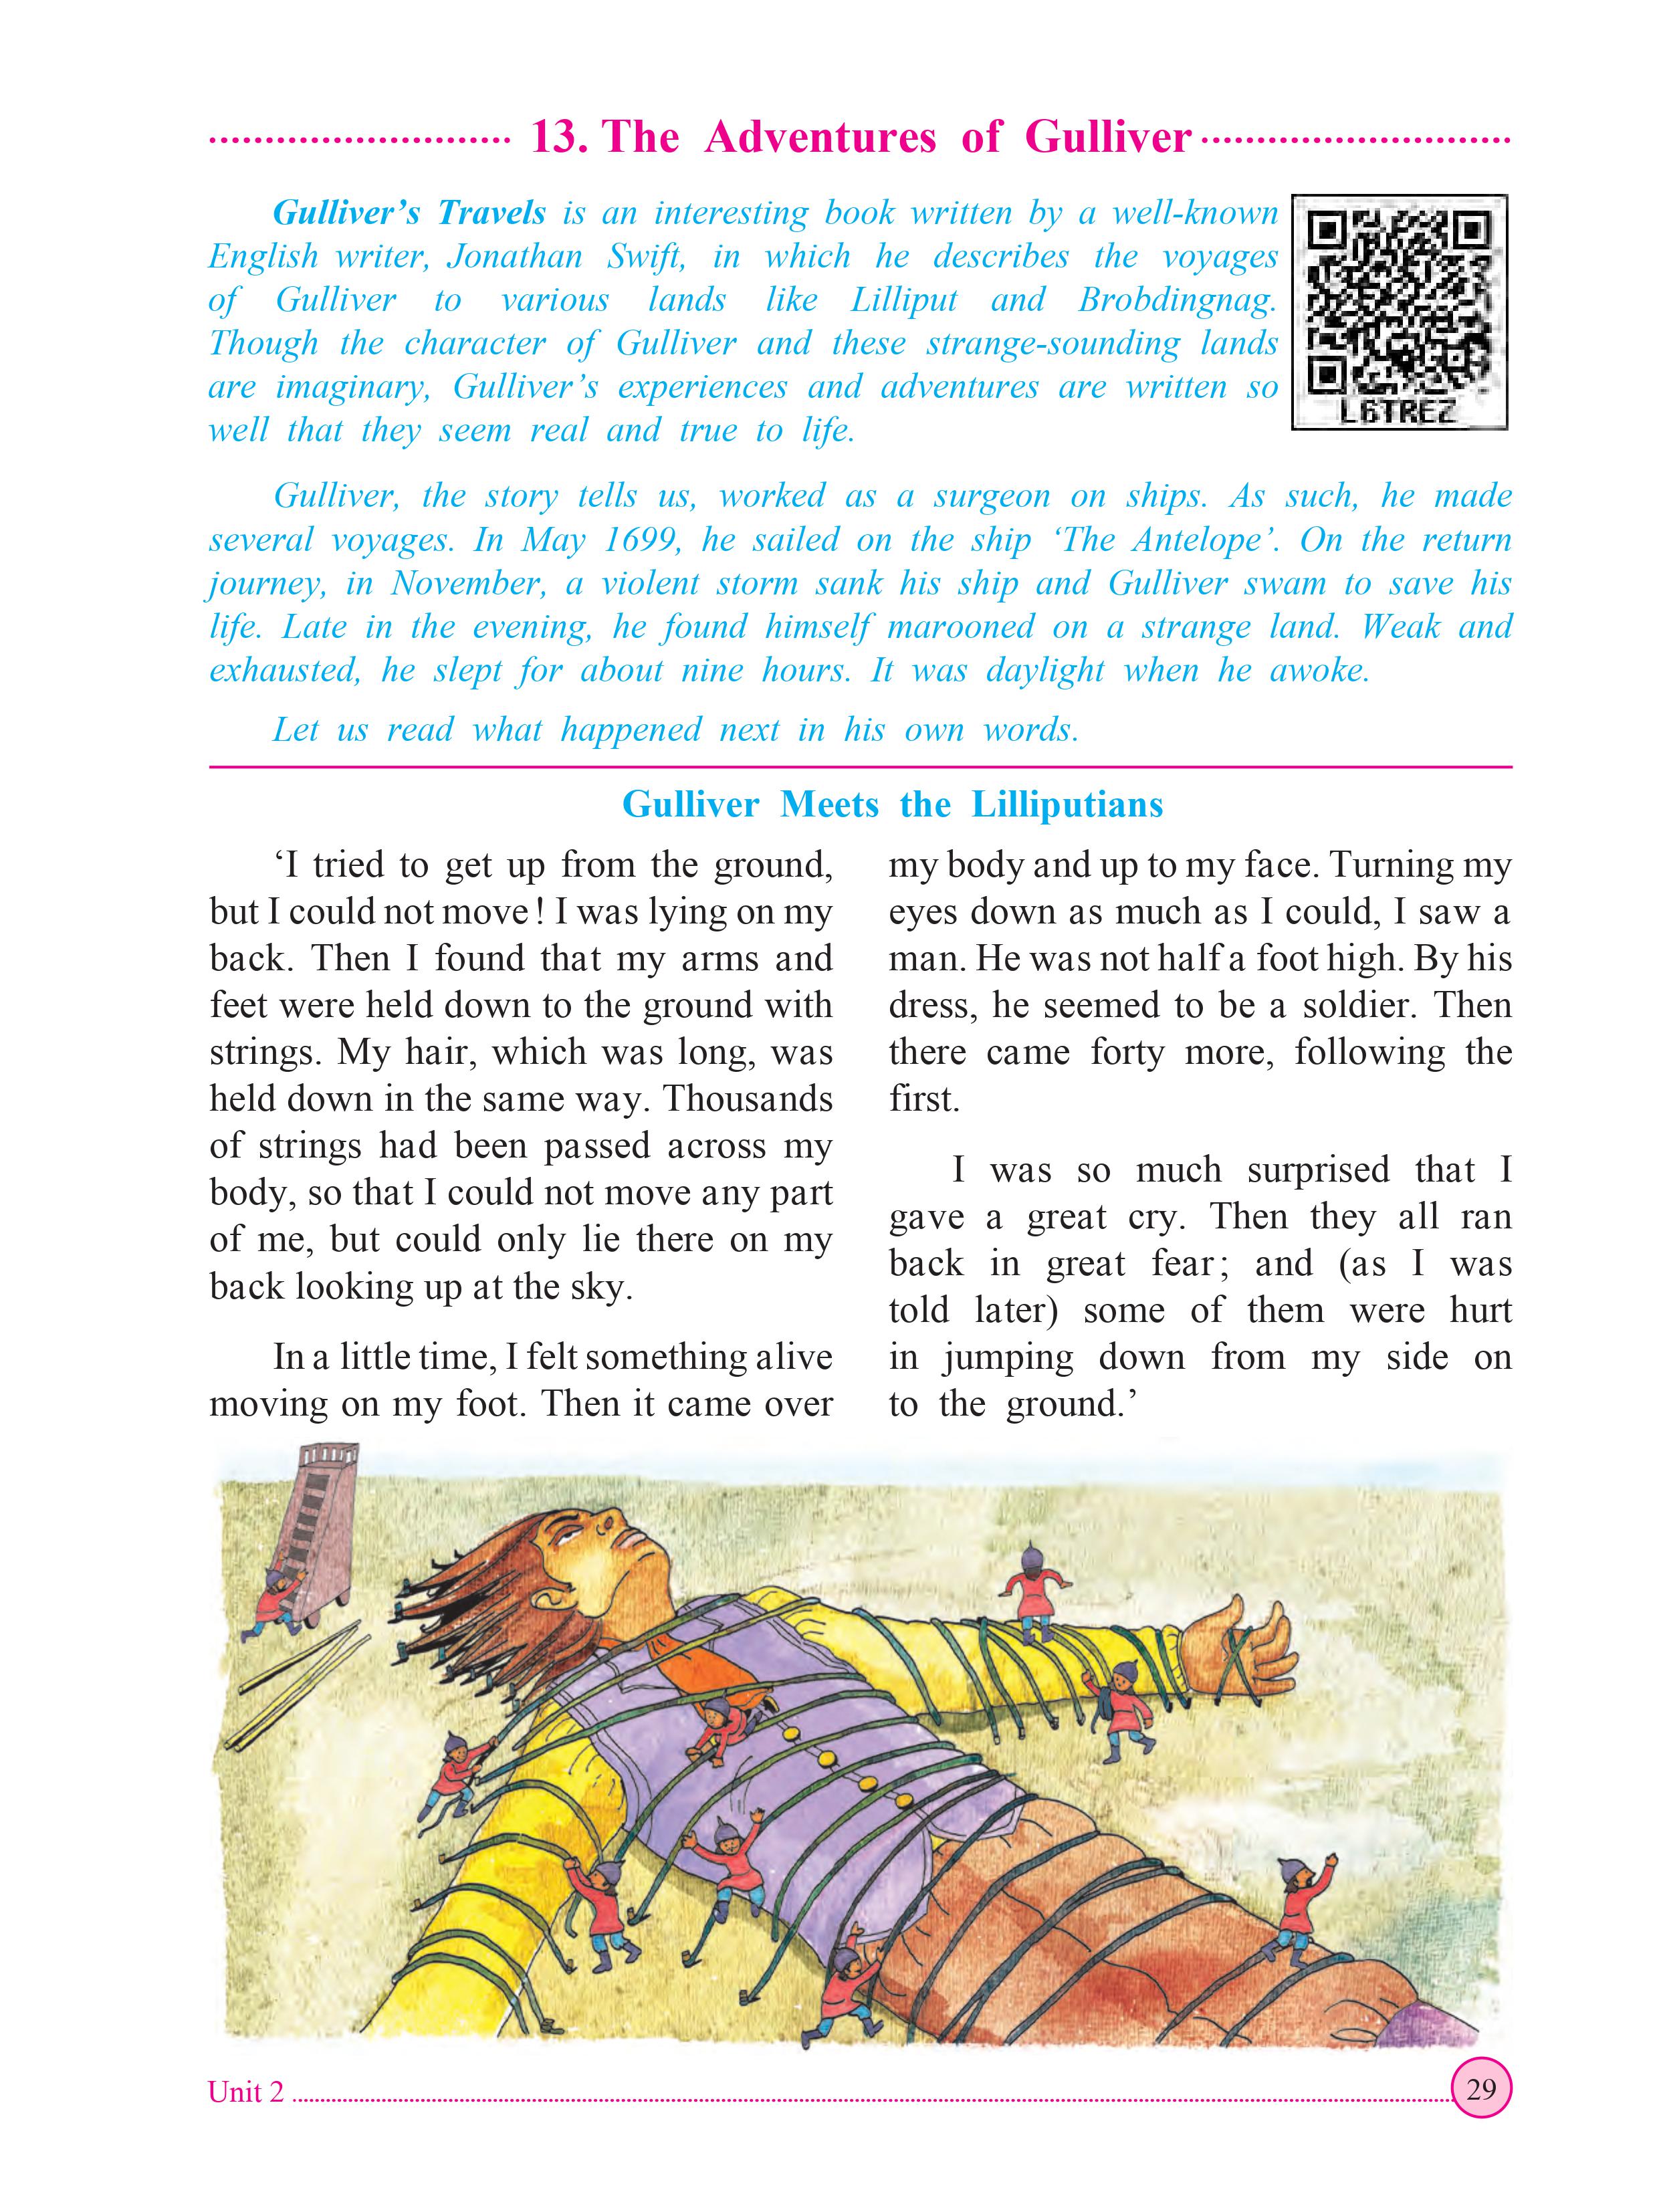 13. The Adventures of Gulliver
Gulliver’s Travels is an interesting book written by a well-known
English writer, Jonathan Swift, in which he describes the voyages
of Gulliver to various lands like Lilliput and Brobdingnag.
Though the character of Gulliver and these strange-sounding lands
are imaginary, Gulliver’s experiences and adventures are written so
well that they seem real and true to life.
L6TREZ
Gulliver, the story tells us, worked as a surgeon on ships. As such, he made
several voyages. In May 1699, he sailed on the ship ‘The Antelope’. On the return
journey, in November, a violent storm sank his ship and Gulliver swam to save his
life. Late in the evening, he found himself marooned on a strange land. Weak and
exhausted, he slept for about nine hours. It was daylight when he awoke.
Let us read what happened next in his own words.
Gulliver Meets the Lilliputians
‘I tried to get up from the ground,
but I could not move! I was lying on my
back. Then I found that my arms and
feet were held down to the ground with
strings. My hair, which was long, was
held down in the same way. Thousands
of strings had been passed across my
body, so that I could not move any part
of me, but could only lie there on my
back looking up at the sky.
In a little time, I felt something alive
moving on my foot. Then it came over
my body and up to my face. Turning my
eyes down as much as I could, I saw a
man. He was not half a foot high. By his
dress, he seemed to be a soldier. Then
there came forty more, following the
first.
I was so much surprised that I
gave a great cry. Then they all ran
back in great fear; and (as I was
told later) some of them were hurt
in jumping down from my side on
to the ground.’
Unit 2
29